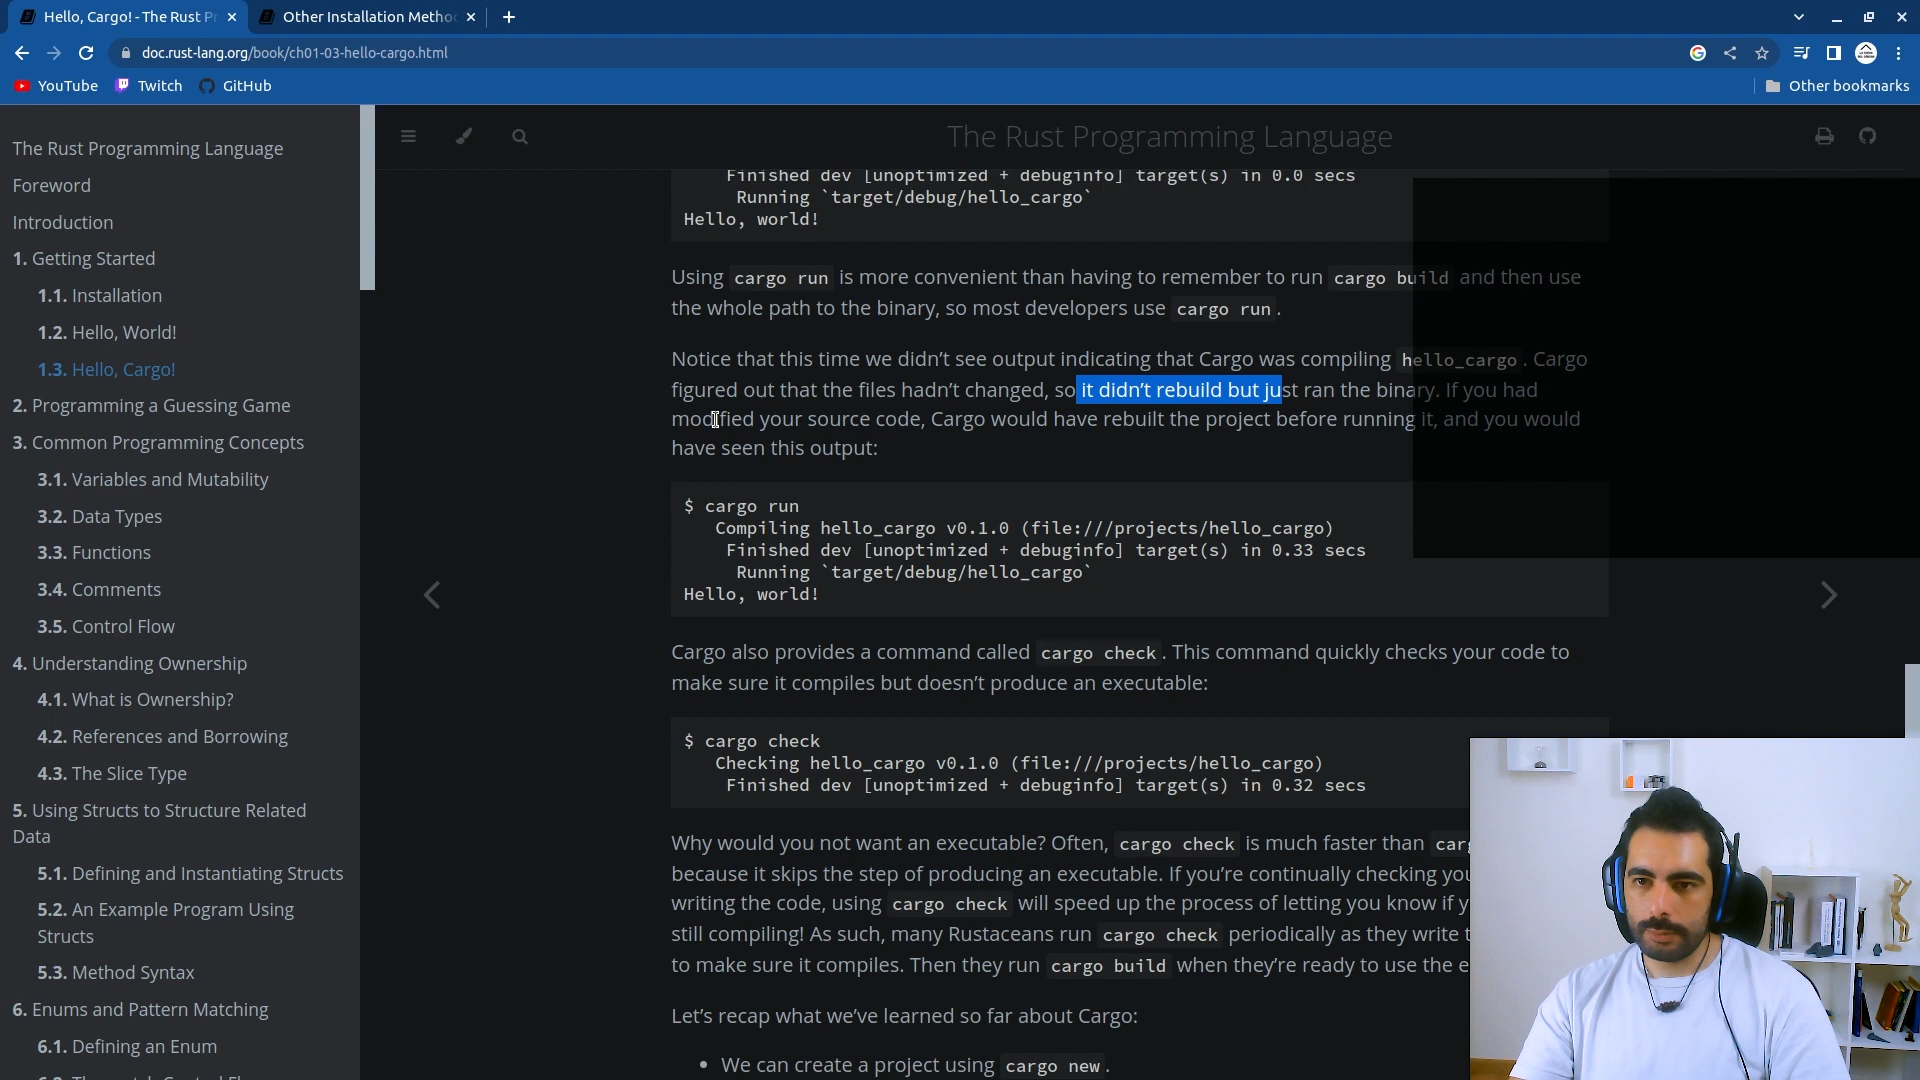 Hello, Cargo! - The Rust Pr
Other Installation Metho
doc.rust-lang.org/book/ch01-03-hello-cargo.html
YouTube
Twitch
GitHub
Other bookmarks
The Rust Programming Language
Foreword
Introduction
1. Getting Started
1.1. Installation
1.2. Hello, World!
1.3. Hello, Cargo!
2. Programming a Guessing Game
3. Common Programming Concepts
3.1. Variables and Mutability
3.2. Data Types
3.3. Functions
3.4. Comments
3.5. Control Flow
4. Understanding Ownership
4.1. What is Ownership?
4.2. References and Borrowing
4.3. The Slice Type
5. Using Structs to Structure Related
Data
5.1. Defining and Instantiating Structs
5.2. An Example Program Using
Structs
5.3. Method Syntax
6. Enums and Pattern Matching
6.1. Defining an Enum
The Rust Programming Language
Finished dev [unoptimized + debuginfo] target(s) in 0.0 secs
Running `target/debug/hello_cargo`
Hello, world!
Using cargo run is more convenient than having to remember to run cargo build and then use
the whole path to the binary, so most developers use cargo run.
Notice that this time we didn’t see output indicating that Cargo was compiling hello_cargo. Cargo
figured out that the files hadn’t changed, so it didn’t rebuild but just ran the binary. If you had
modified your source code, Cargo would have rebuilt the project before running it, and you would
have seen this output:
$ cargo run
Compiling hello_cargo v0.1.0 (file:///projects/hello_cargo)
Finished dev [unoptimized + debuginfo] target(s) in 0.33 secs
Running `target/debug/hello_cargo`
Hello, world!
Cargo also provides a command called cargo check. This command quickly checks your code to
make sure it compiles but doesn’t produce an executable:
$ cargo check
Checking hello_cargo v0.1.0 (file:///projects/hello_cargo)
Finished dev [unoptimized + debuginfo] target(s) in 0.32 secs
Why would you not want an executable? Often, cargo check is much faster than car
because it skips the step of producing an executable. If you’re continually checking you
writing the code, using cargo check will speed up the process of letting you know if y
still compiling! As such, many Rustaceans run cargo check periodically as they write t
to make sure it compiles. Then they run cargo build when they’re ready to use the e
Let’s recap what we’ve learned so far about Cargo:
• We can create a project using cargo new.